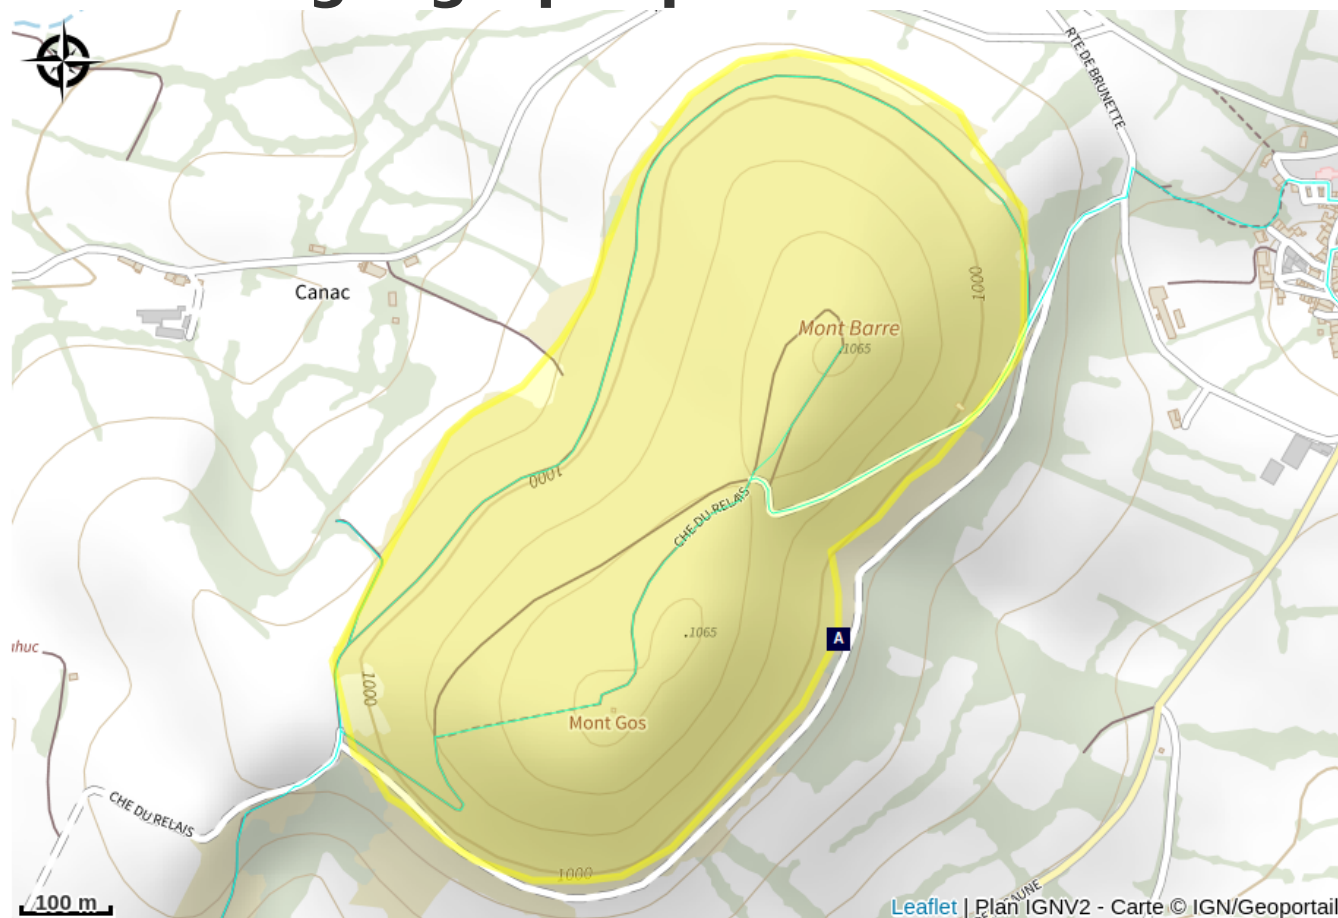 RTE DE BRUNETTE
Canac
1000
Mont Barre
1065
1000
CHE DU RELAIS
A
1065
1000
Mont Gos
CHE DU RELAIS
1000
100 m
Leaflet | Plan IGNV2 - Carte © IGN/Geoportail